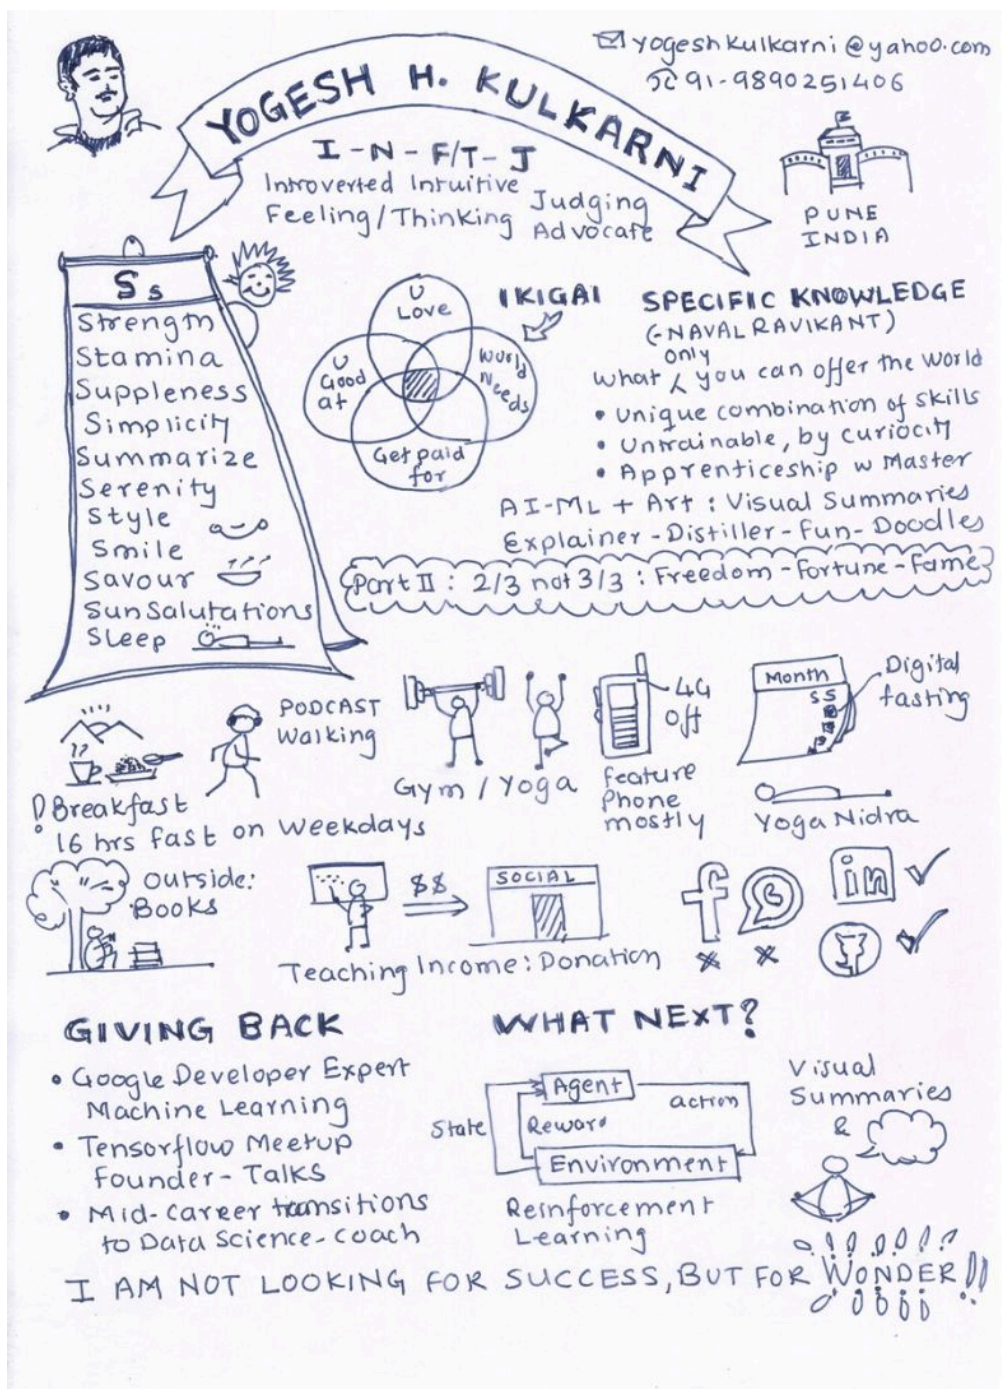 yogeshkulkarni@yahoo.com
91-9890251406
YOGESH H. KULKARNI
I-N-F/T-J
Introverted Intuitive
Feeling/Thinking
Judging
Advocate
PUNE
INDIA
Ss
Strength
Stamina
Suppleness
Simplicity
Summarize
Serenity
Style
Smile
Savour
Sun Salutations
Sleep
IKIGAI
U
Love
U
Good
at
World
Needs
Get paid
for
SPECIFIC KNOWLEDGE
(-NAVAL RAVIKANT)
only
What ⁁ you can offer the world
• Unique combination of skills
• Untrainable, by curiocity
• Apprenticeship w Master
AI-ML + Art : Visual Summaries
Explainer-Distiller-Fun-Doodles
Part II : 2/3 not 3/3 : Freedom-Fortune-Fame
Breakfast
16 hrs fast on weekdays
PODCAST
Walking
Gym / Yoga
4G
Off
Feature
Phone
mostly
Month
S S
Digital
fasting
Yoga Nidra
Outside:
Books
$$
SOCIAL
Teaching Income: Donation
f
in
x x
GIVING BACK
• Google Developer Expert
Machine Learning
• Tensorflow Meetup
Founder-Talks
• Mid-career transitions
to Data Science-coach
WHAT NEXT?
Agent
action
State
Reward
Environment
Reinforcement
Learning
Visual
Summaries
&
I AM NOT LOOKING FOR SUCCESS, BUT FOR WONDER!!